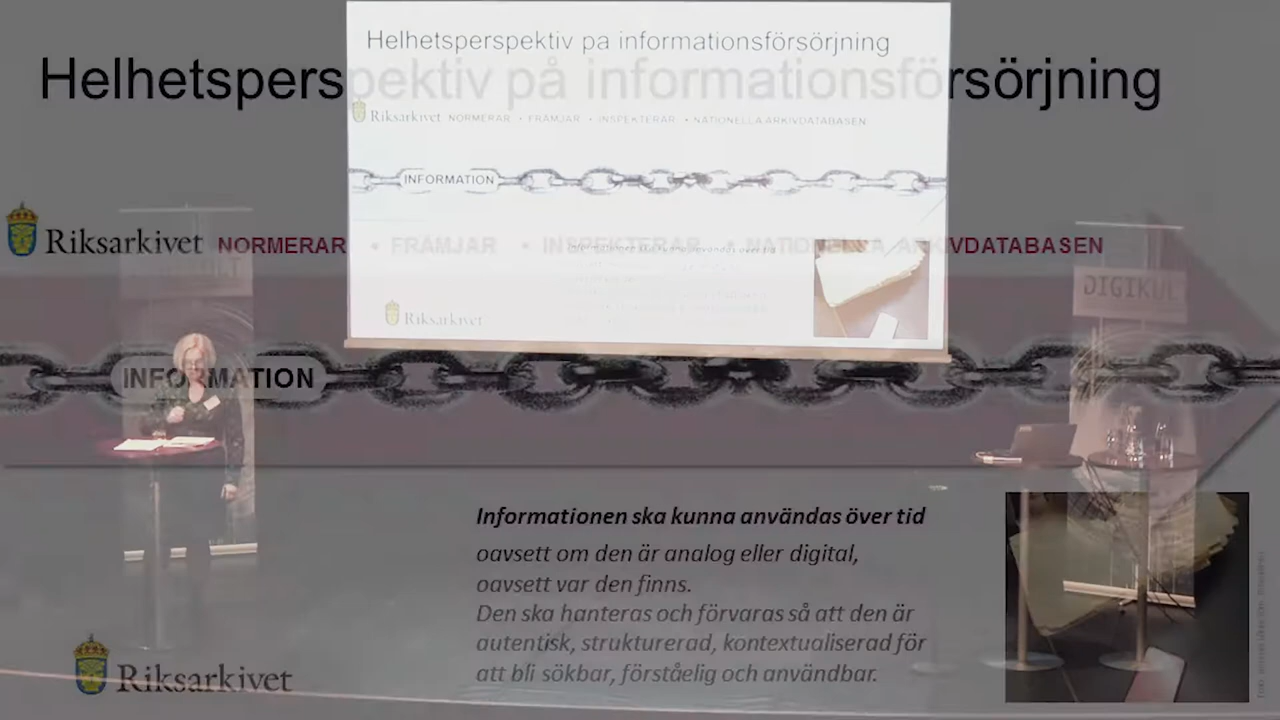 Helhetsperspektiv pa informationsförsörjning
Helhetsperspektiv på informationsförsörjning
Riksarkivet NORMERAR • FRÄMJAR • INSPEKTERAR • NATIONELLA ARKIVDATABASEN
INFORMATION
Riksarkivet NORMERAR • FRÄMJAR • INSPEKTERAR • NATIONELLA ARKIVDATABASEN
DIGIKUL
Riksarkivet
INFORMATION
Informationen ska kunna användas över tid
oavsett om den är analog eller digital,
oavsett var den finns.
Den ska hanteras och förvaras så att den är
autentisk, strukturerad, kontextualiserad för
att bli sökbar, förståelig och användbar.
Riksarkivet